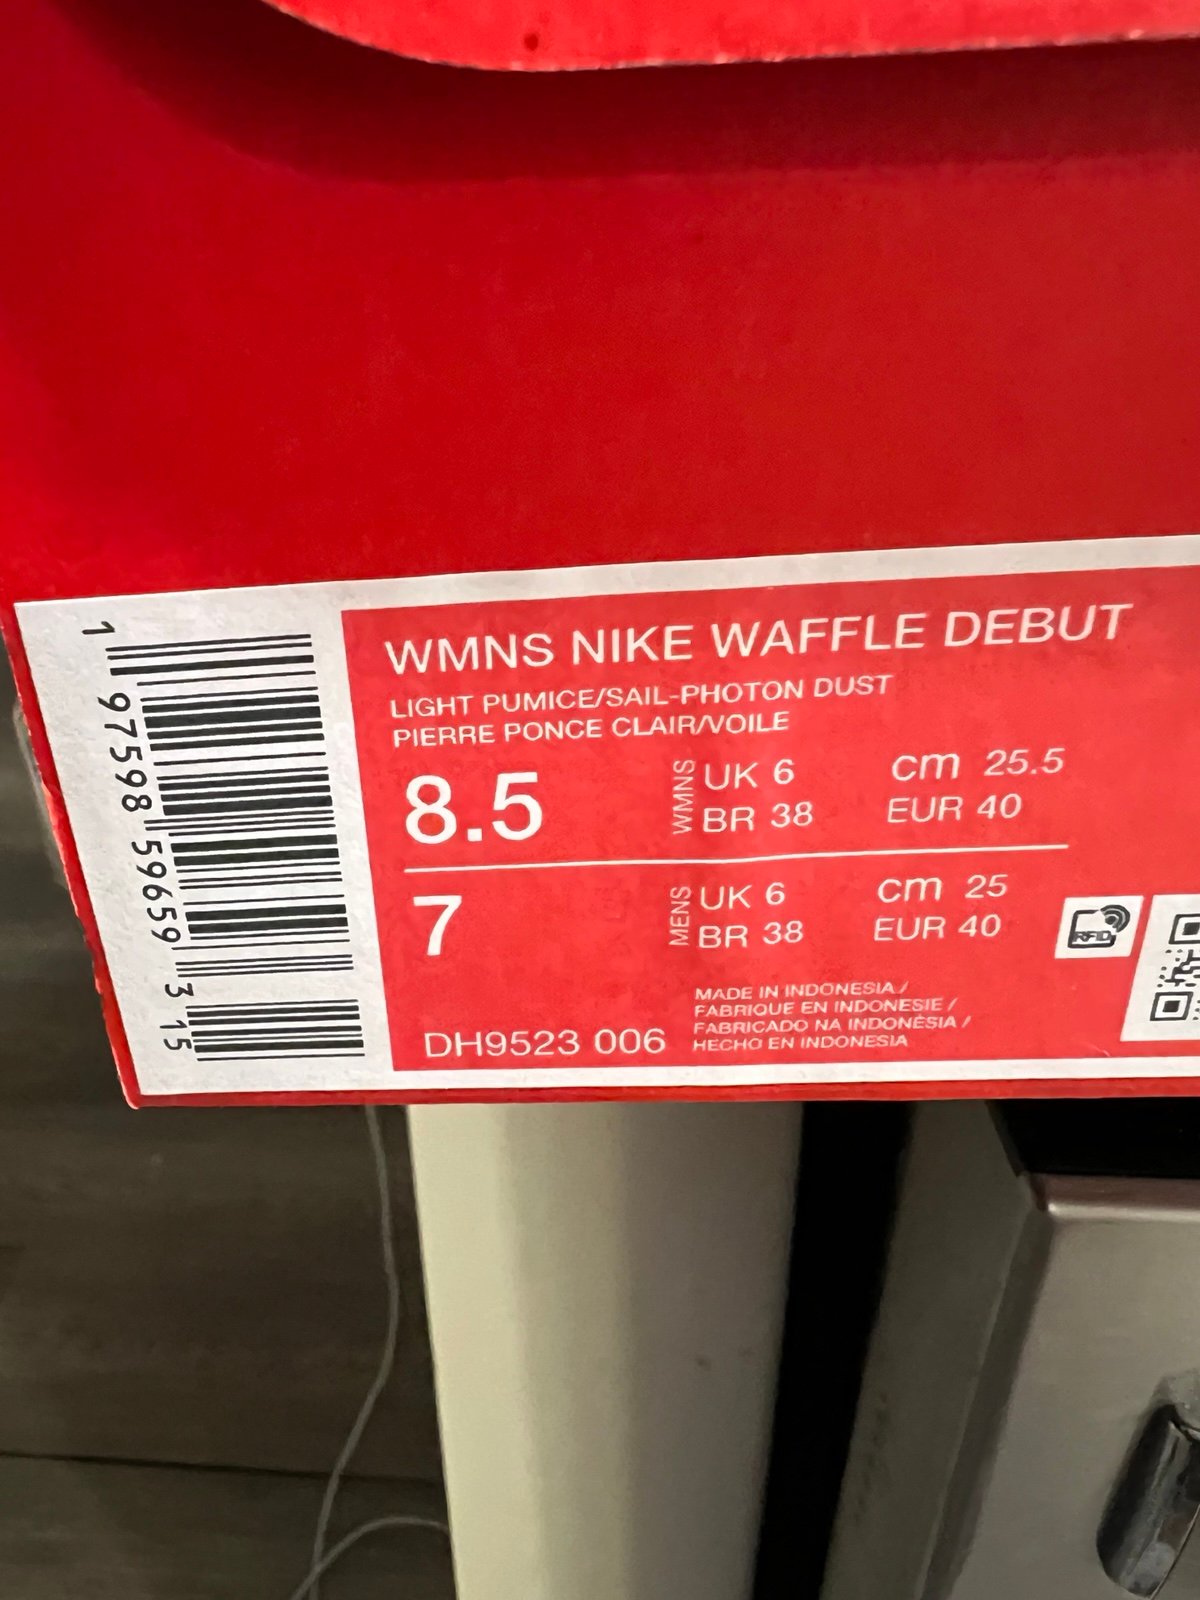 WMNS NIKE WAFFLE DEBUT
LIGHT PUMICE/SAIL-PHOTON DUST
PIERRE PONCE CLAIR/VOILE
8.5 WMNS UK 6 cm 25.5
BR 38 EUR 40
7 MENS UK 6 cm 25
BR 38 EUR 40
RFID
MADE IN INDONESIA /
FABRIQUE EN INDONESIE /
FABRICADO NA INDONÉSIA /
HECHO EN INDONESIA
DH9523 006
1 97598 59659 3 15